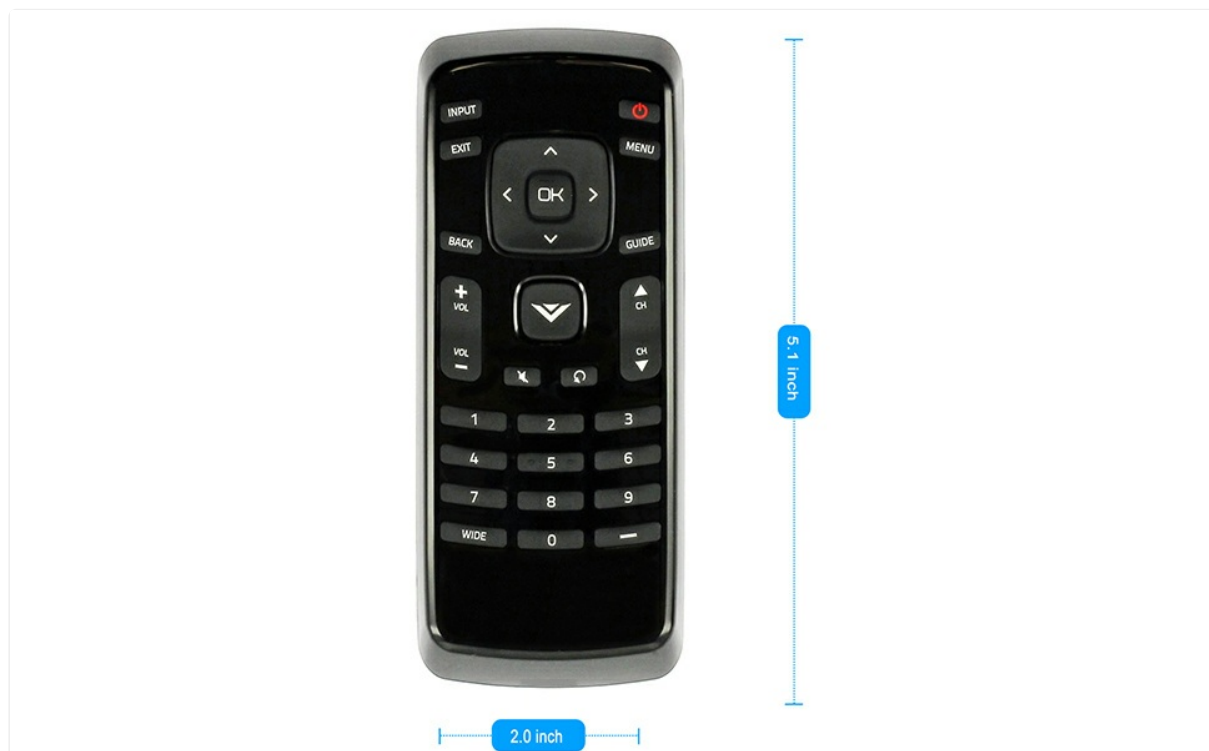 INPUT
EXIT
MENU
OK
BACK
GUIDE
+
VOL
CH
VOL
CH
—
1
2
3
4
5
6
7
8
9
WIDE
0
—
5.1 inch
2.0 inch